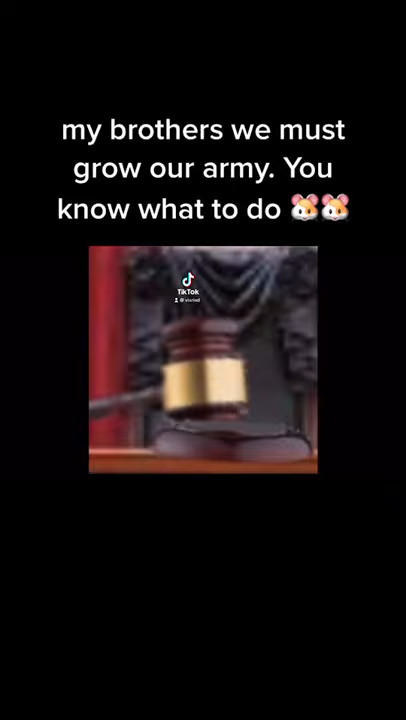 my brothers we must
grow our army. You
know what to do 🐹🐹
TikTok